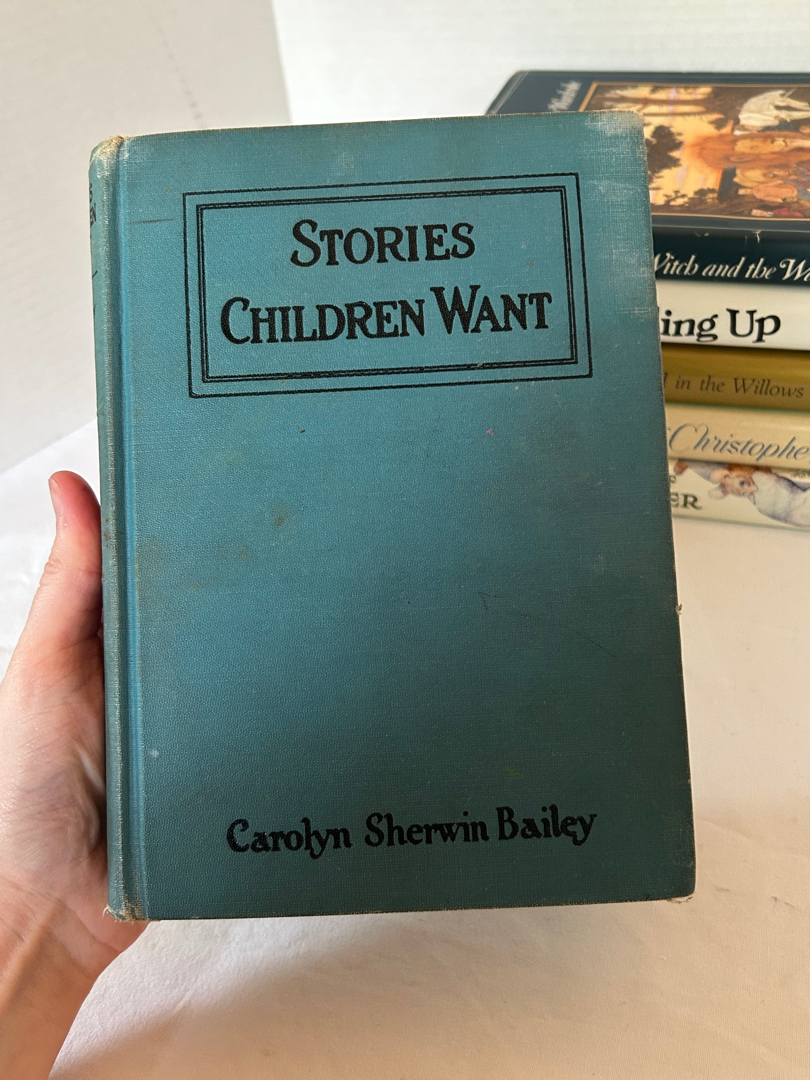 STORIES
CHILDREN WANT
Carolyn Sherwin Bailey
Witch and the
ing Up
in the Willows
Christophe
ER